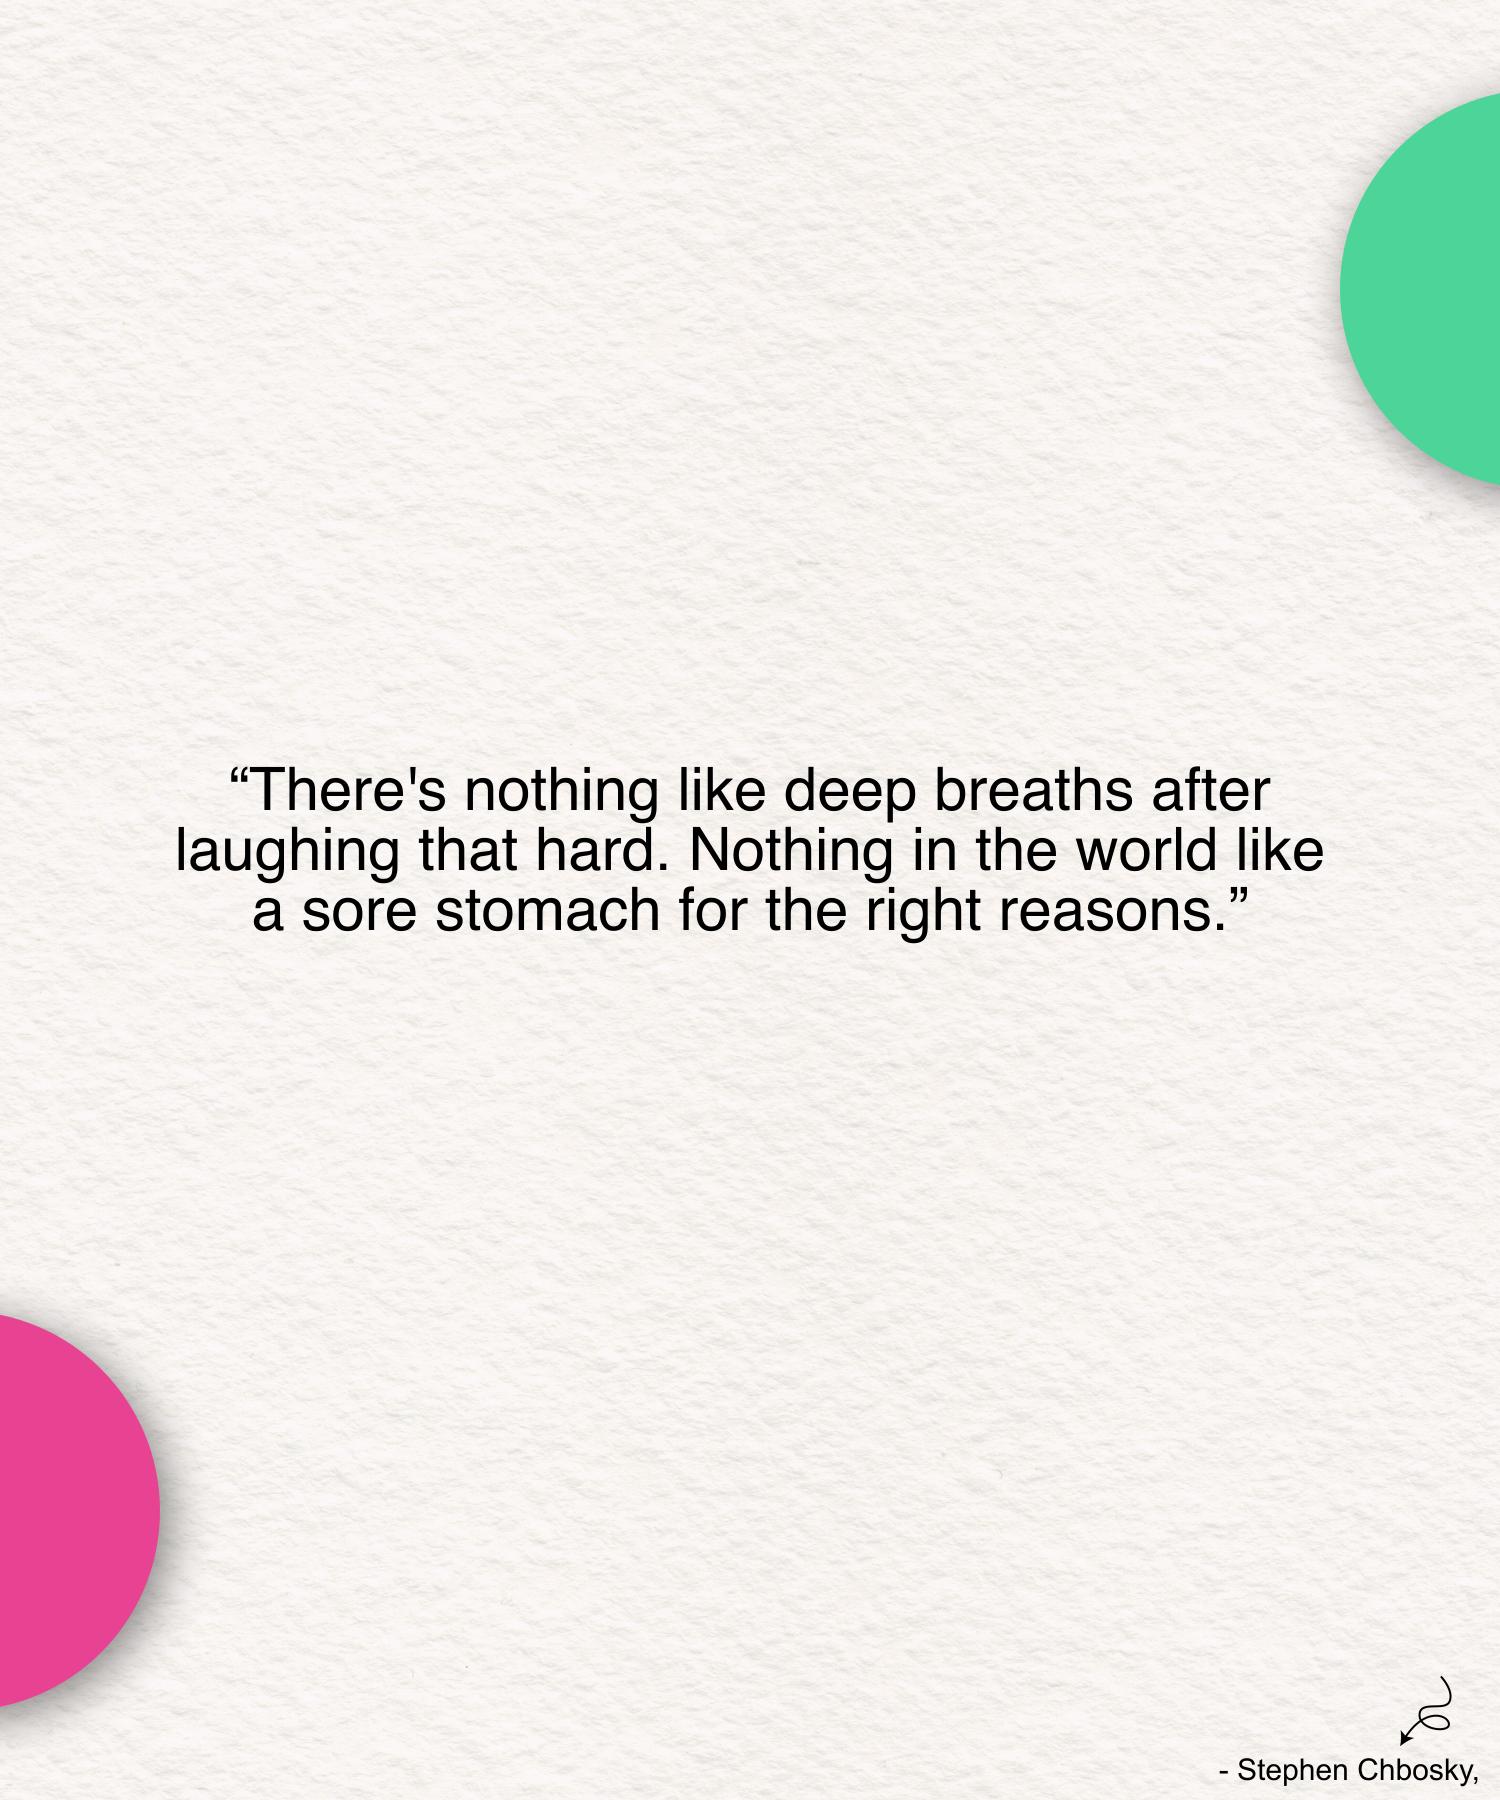 “There's nothing like deep breaths after
laughing that hard. Nothing in the world like
a sore stomach for the right reasons.”
- Stephen Chbosky,